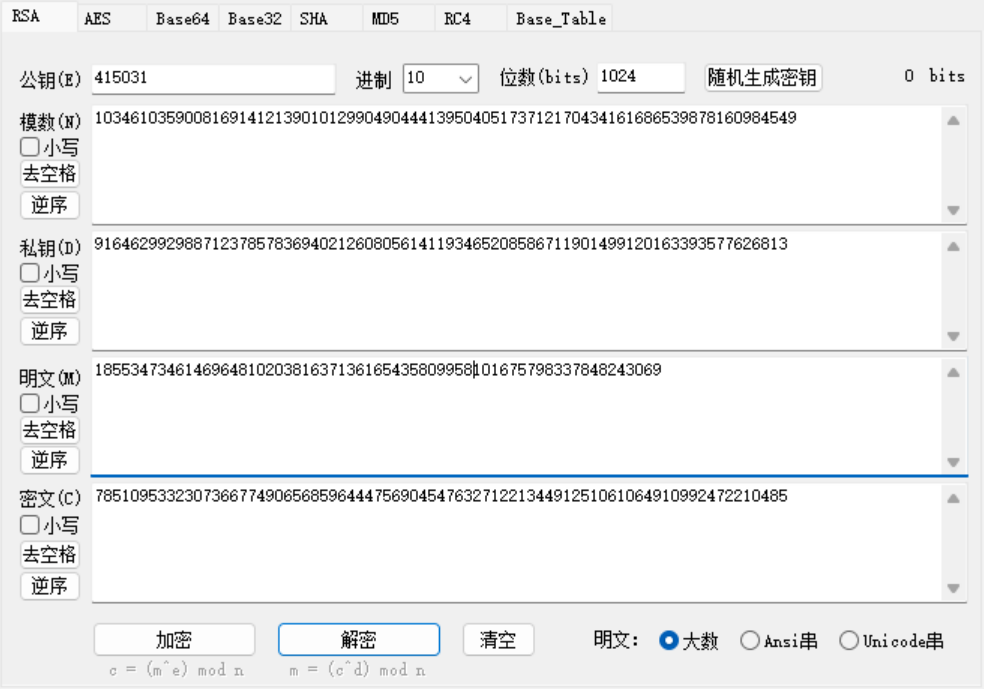 RSA AES Base64 Base32 SHA MD5 RC4 Base_Table
公钥(E) 415031 进制 10 位数(bits) 1024 随机生成密钥 0 bits
模数(N) 103461035900816914121390101299049044413950405173712170434161686539878160984549
小写
去空格
逆序
私钥(D) 91646299298871237857836940212608056141193465208586711901499120163393577626813
小写
去空格
逆序
明文(M) 185534734614696481020381637136165435809958101675798337848243069
小写
去空格
逆序
密文(C) 78510953323073667749065685964447569045476327122134491251061064910992472210485
小写
去空格
逆序
加密 解密 清空 明文: 大数 Ansi串 Unicode串
c = (m^e) mod n m = (c^d) mod n